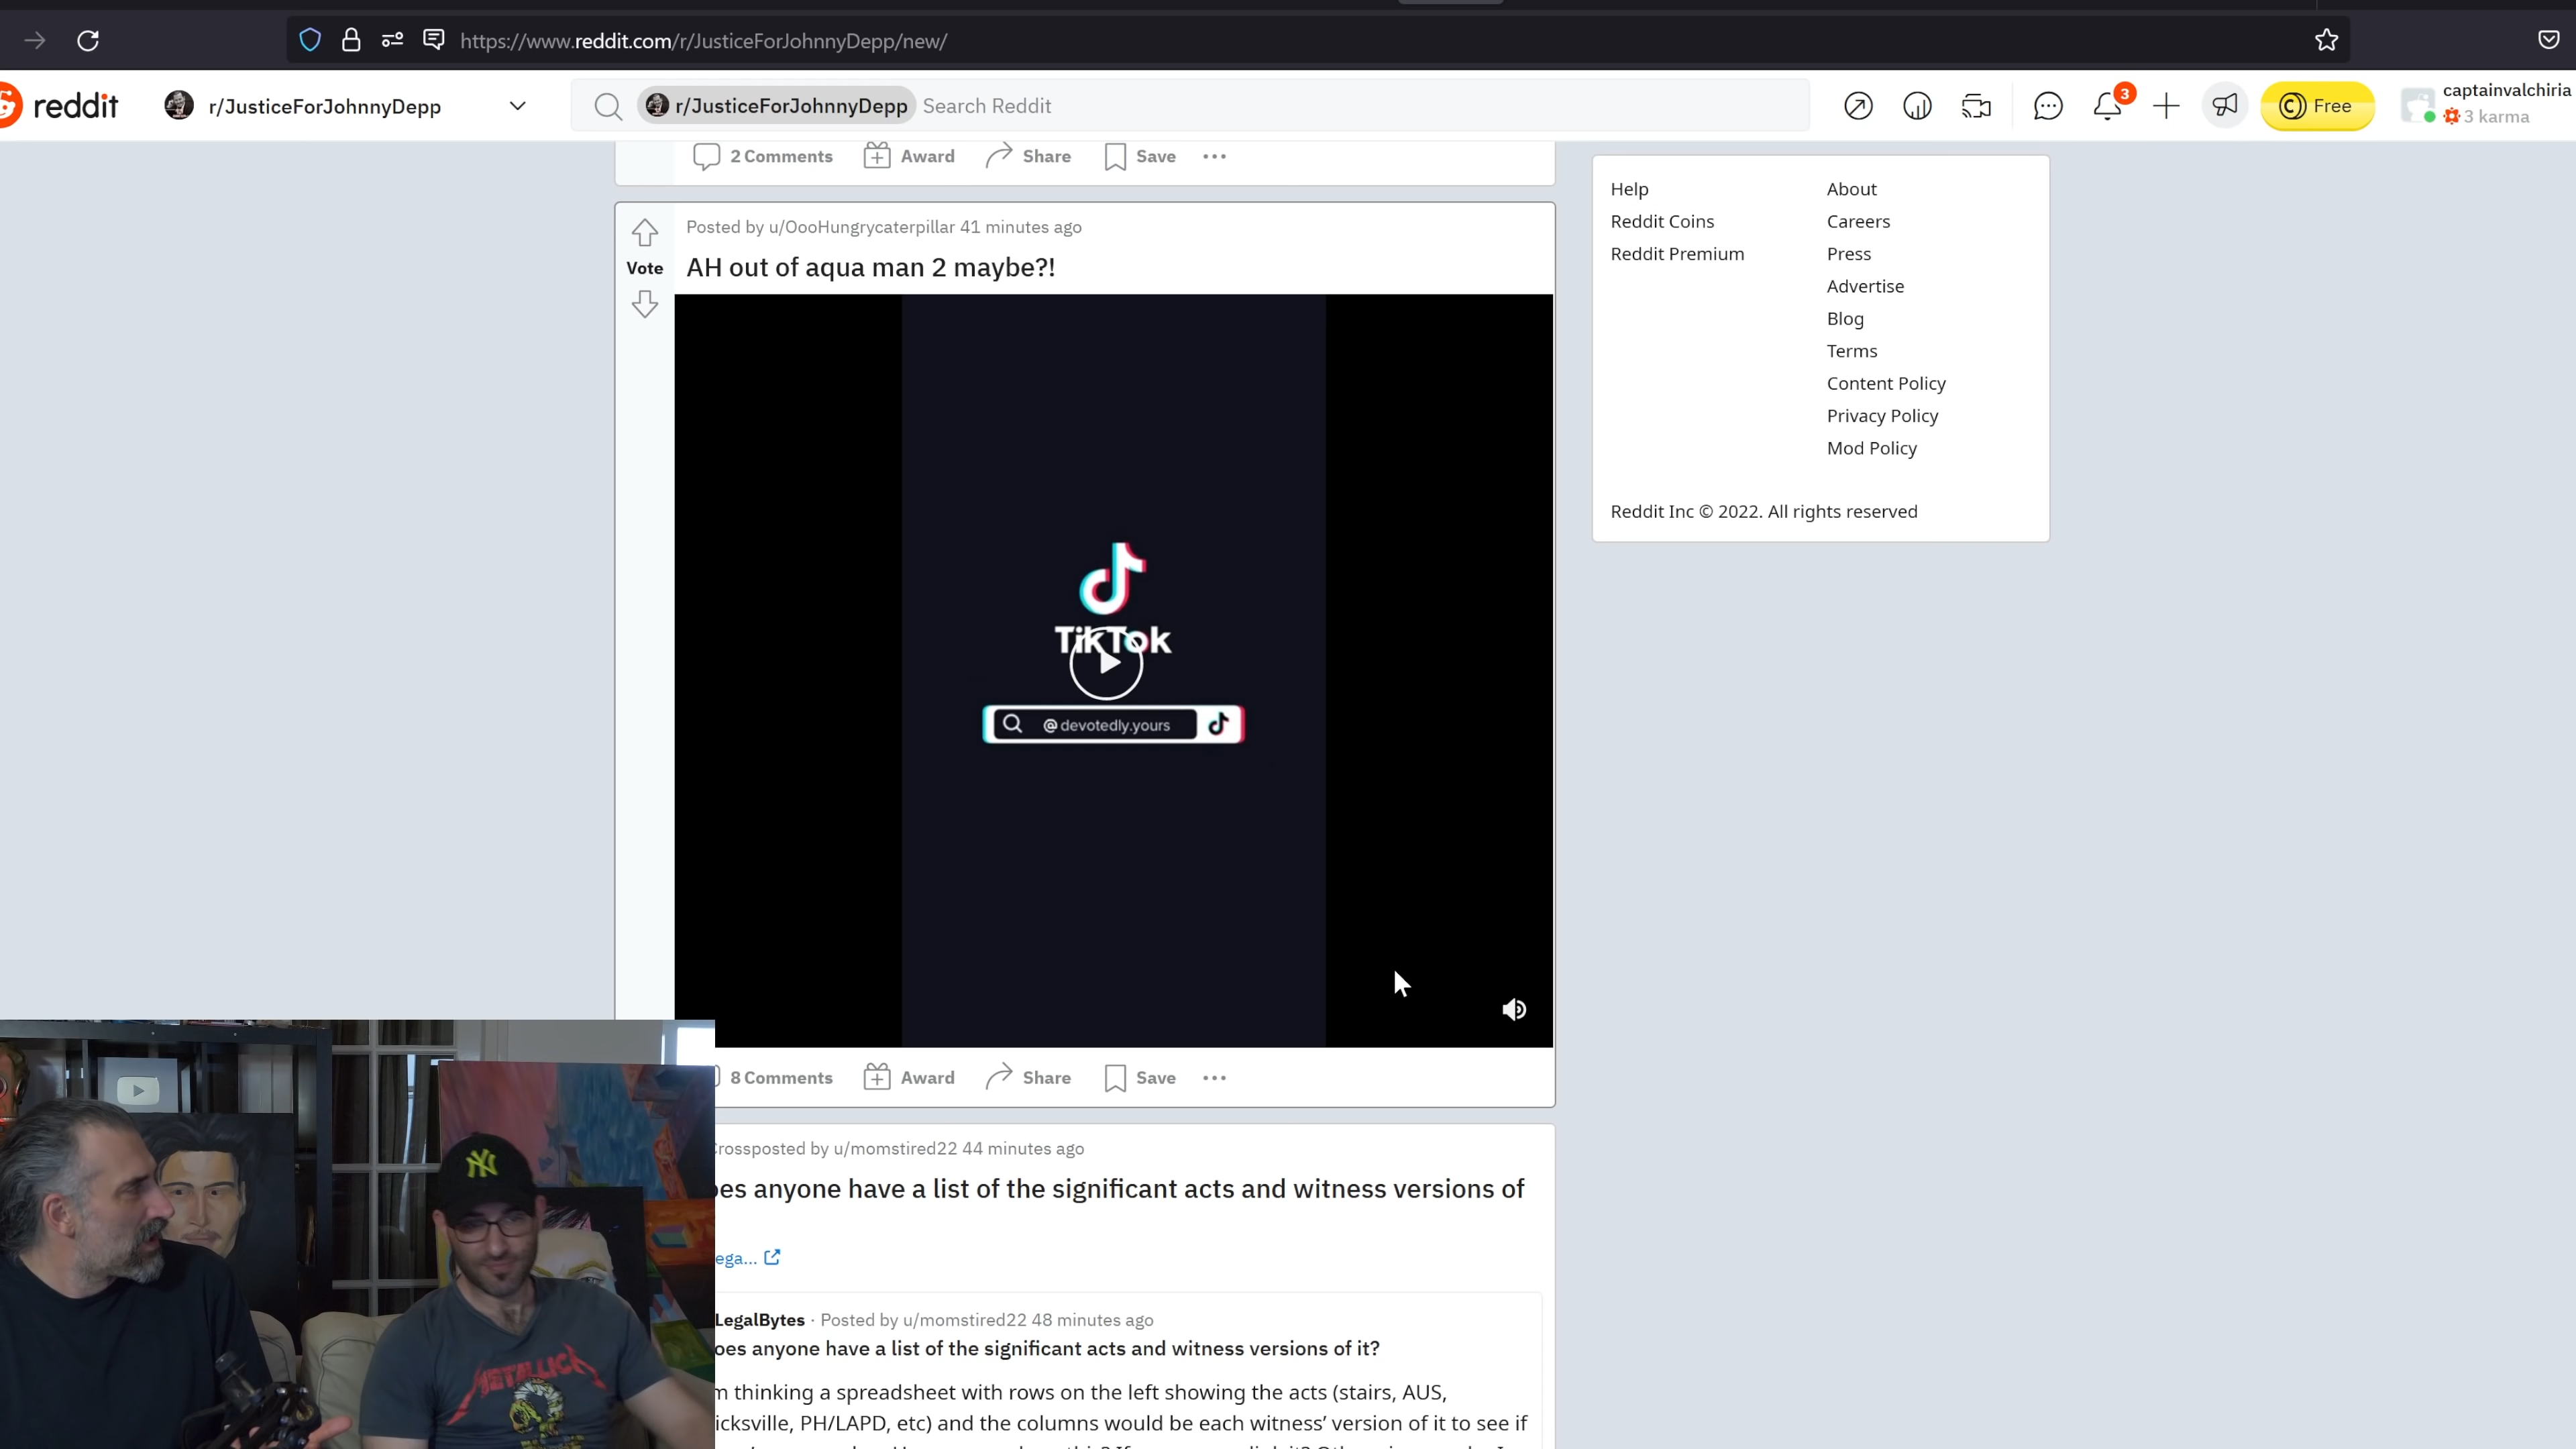 https://www.reddit.com/r/JusticeForJohnnyDepp/new/
reddit
r/JusticeForJohnnyDepp
r/JusticeForJohnnyDepp Search Reddit
3
Free
captainvalchiria
3 karma
2 Comments Award Share Save
Help
Reddit Coins
Reddit Premium
About
Careers
Press
Advertise
Blog
Terms
Content Policy
Privacy Policy
Mod Policy
Reddit Inc © 2022. All rights reserved
Vote
Posted by u/OooHungrycaterpillar 41 minutes ago
AH out of aqua man 2 maybe?!
TikTok
@devotedly.yours
8 Comments Award Share Save
rossposted by u/momstired22 44 minutes ago
es anyone have a list of the significant acts and witness versions of
ega...
LegalBytes · Posted by u/momstired22 48 minutes ago
oes anyone have a list of the significant acts and witness versions of it?
m thinking a spreadsheet with rows on the left showing the acts (stairs, AUS,
icksville, PH/LAPD, etc) and the columns would be each witness’ version of it to see if
NY
METALLICA